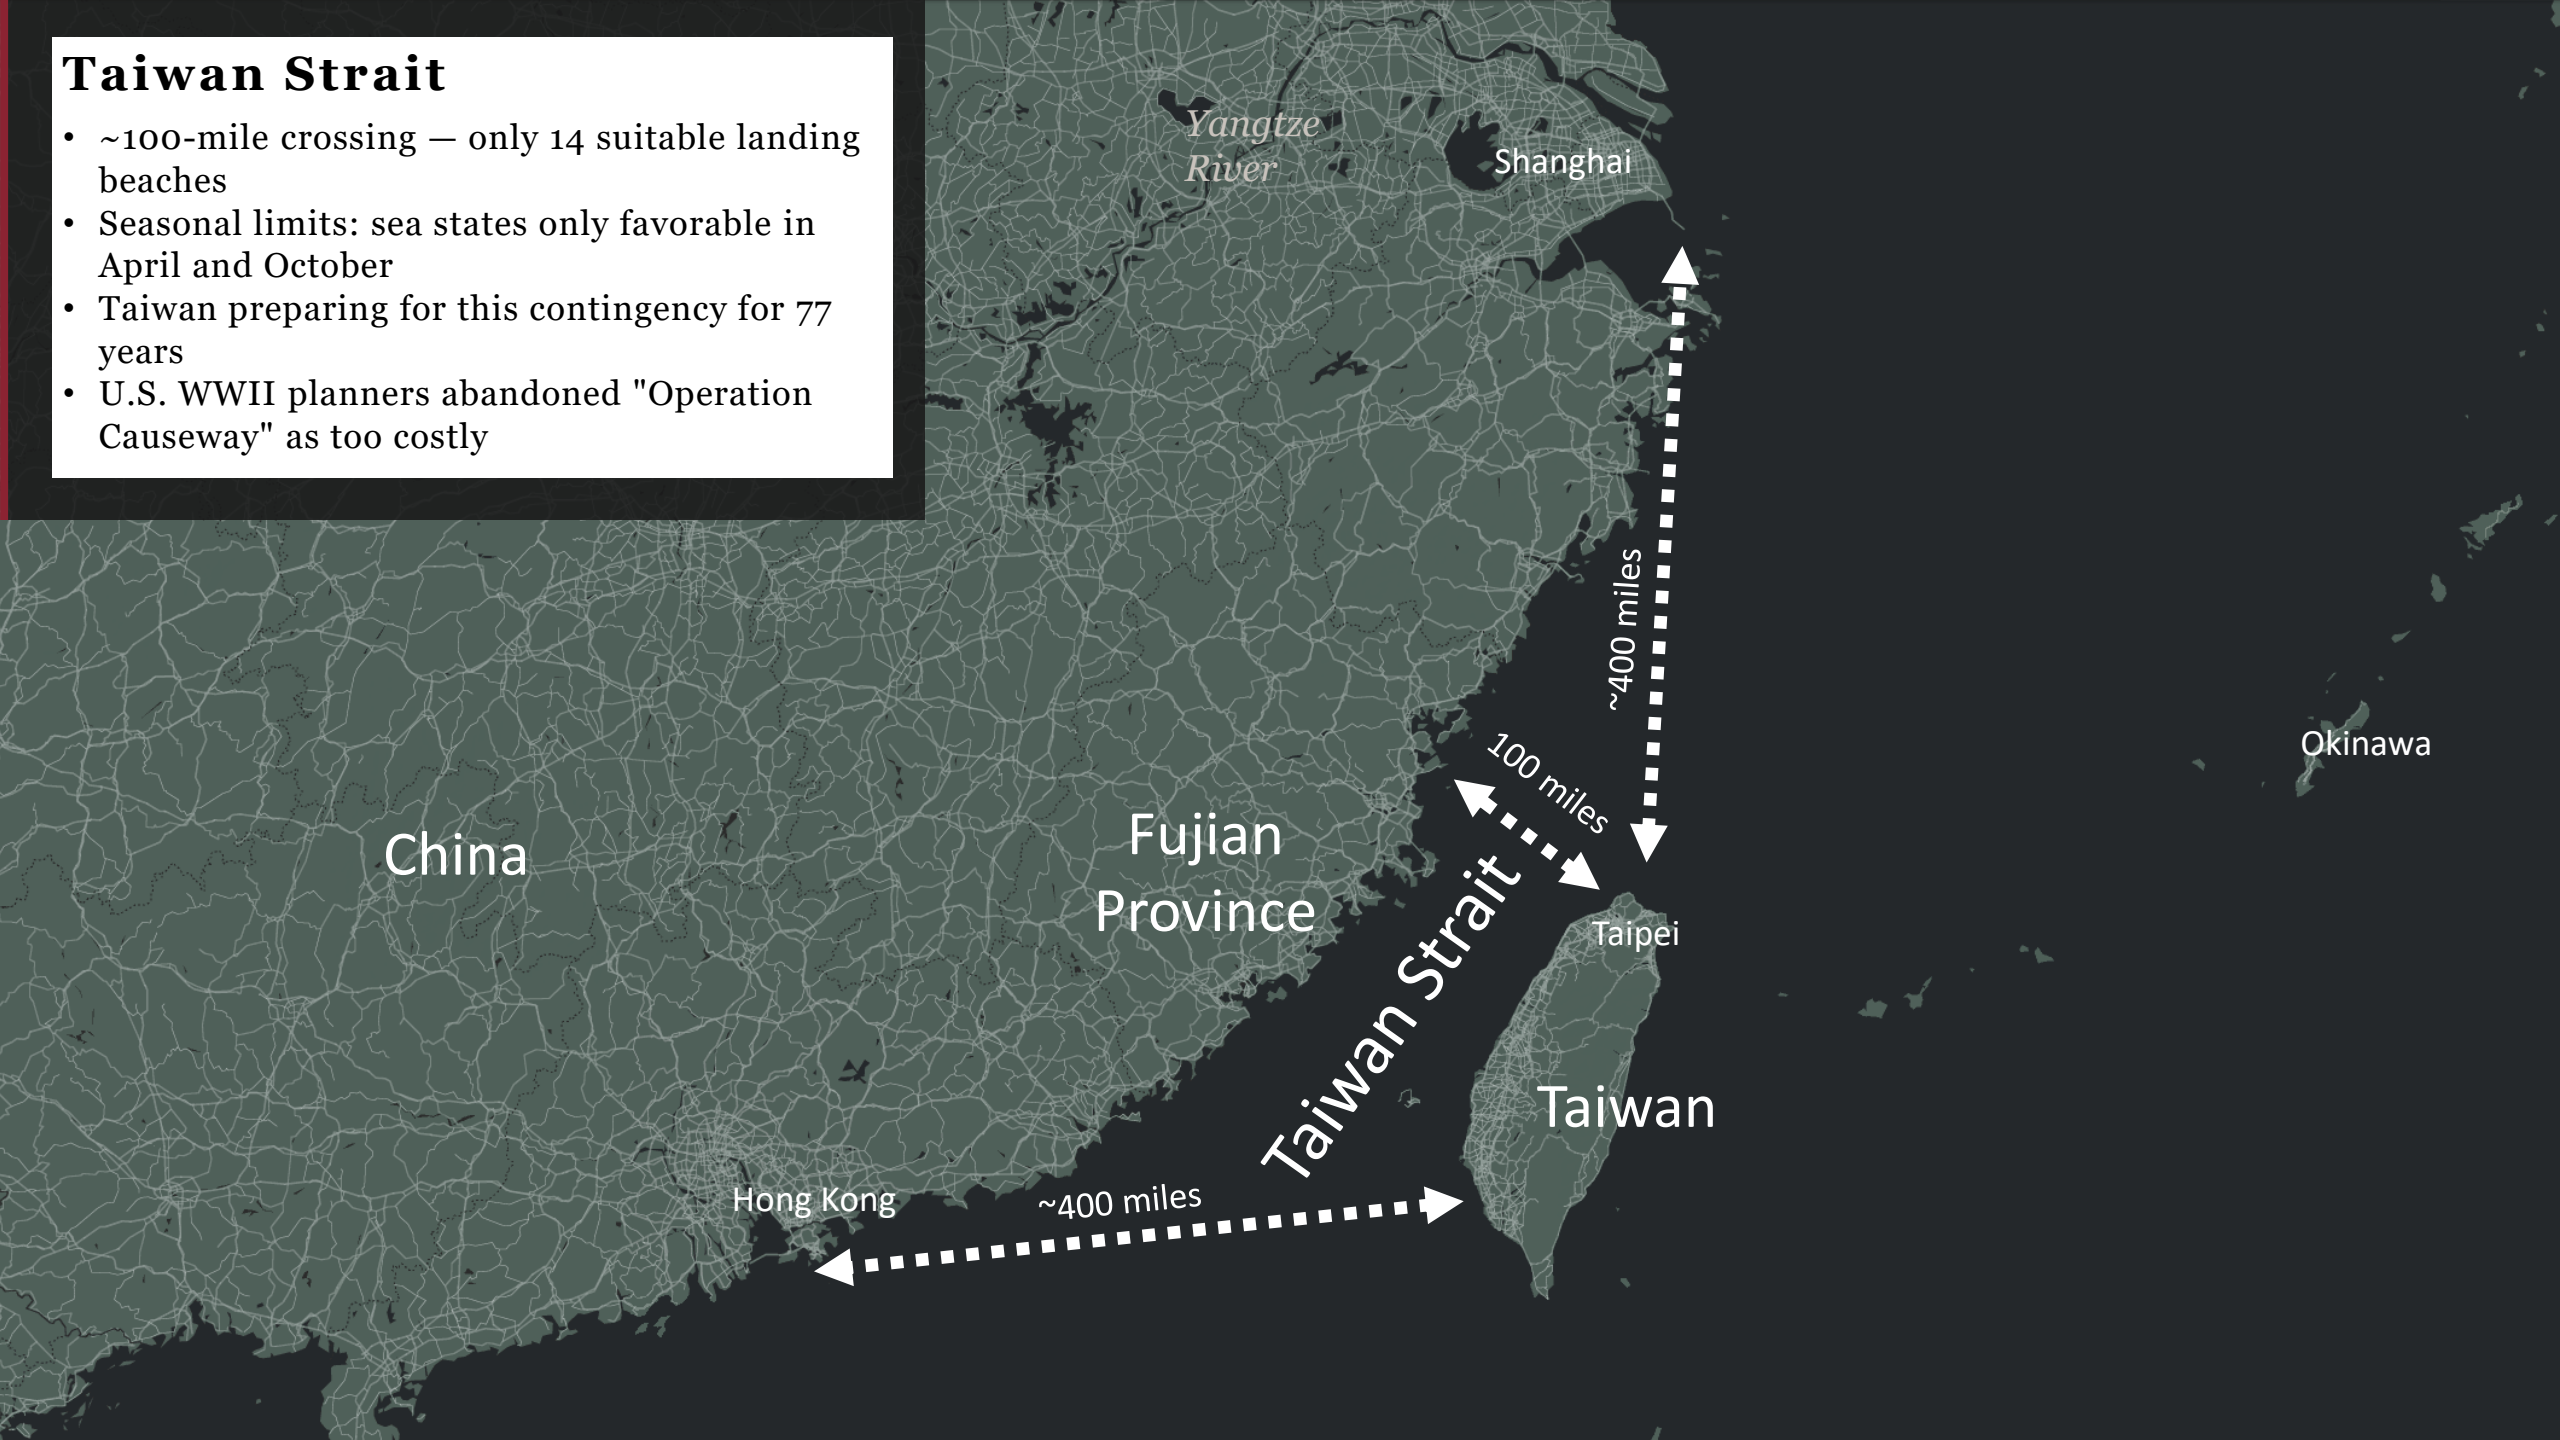 Taiwan Strait
• ~100-mile crossing — only 14 suitable landing
beaches
• Seasonal limits: sea states only favorable in
April and October
• Taiwan preparing for this contingency for 77
years
• U.S. WWII planners abandoned "Operation
Causeway" as too costly
Yangtze
River
Shanghai
~400 miles
100 miles
Okinawa
China
Fujian
Province
Taiwan Strait
Taipei
Taiwan
Hong Kong
~400 miles